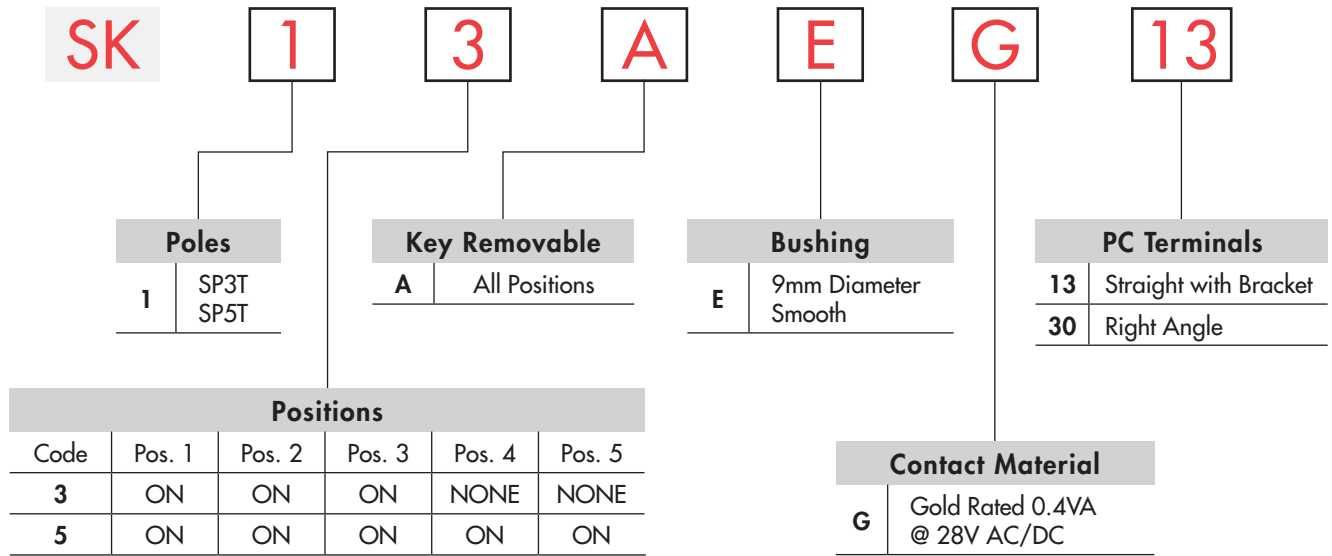 SK 1 3 A E G 13
Poles
1 SP3T
SP5T
Key Removable
A All Positions
Bushing
E 9mm Diameter
Smooth
PC Terminals
13 Straight with Bracket
30 Right Angle
Positions
Code Pos. 1 Pos. 2 Pos. 3 Pos. 4 Pos. 5
3 ON ON ON NONE NONE
5 ON ON ON ON ON
Contact Material
G Gold Rated 0.4VA
@ 28V AC/DC